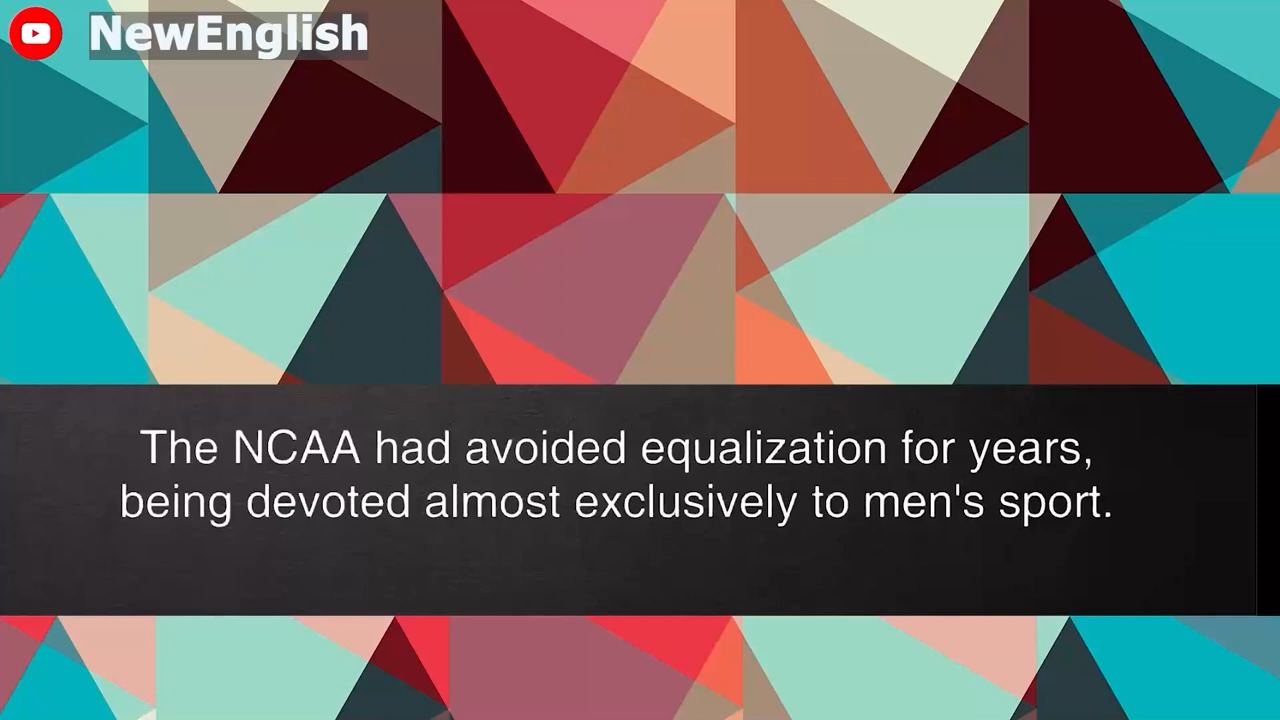 NewEnglish
The NCAA had avoided equalization for years,
being devoted almost exclusively to men's sport.